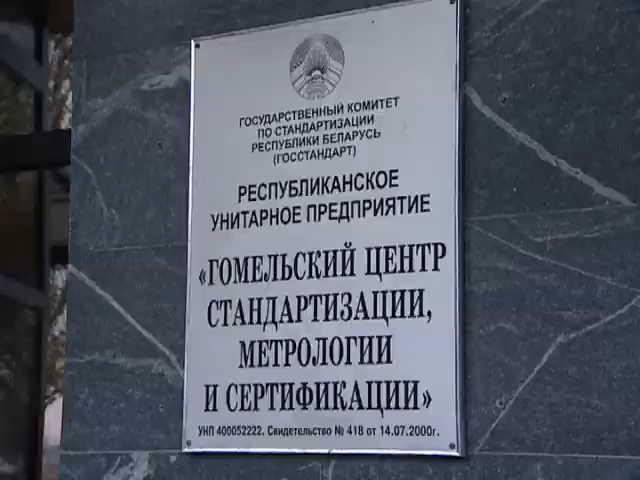 ГОСУДАРСТВЕННЫЙ КОМИТЕТ
ПО СТАНДАРТИЗАЦИИ
РЕСПУБЛИКИ БЕЛАРУСЬ
(ГОССТАНДАРТ)
РЕСПУБЛИКАНСКОЕ
УНИТАРНОЕ ПРЕДПРИЯТИЕ
«ГОМЕЛЬСКИЙ ЦЕНТР
СТАНДАРТИЗАЦИИ,
МЕТРОЛОГИИ
И СЕРТИФИКАЦИИ»
УНП 400052222. Свидетельство № 418 от 14.07.2000г.